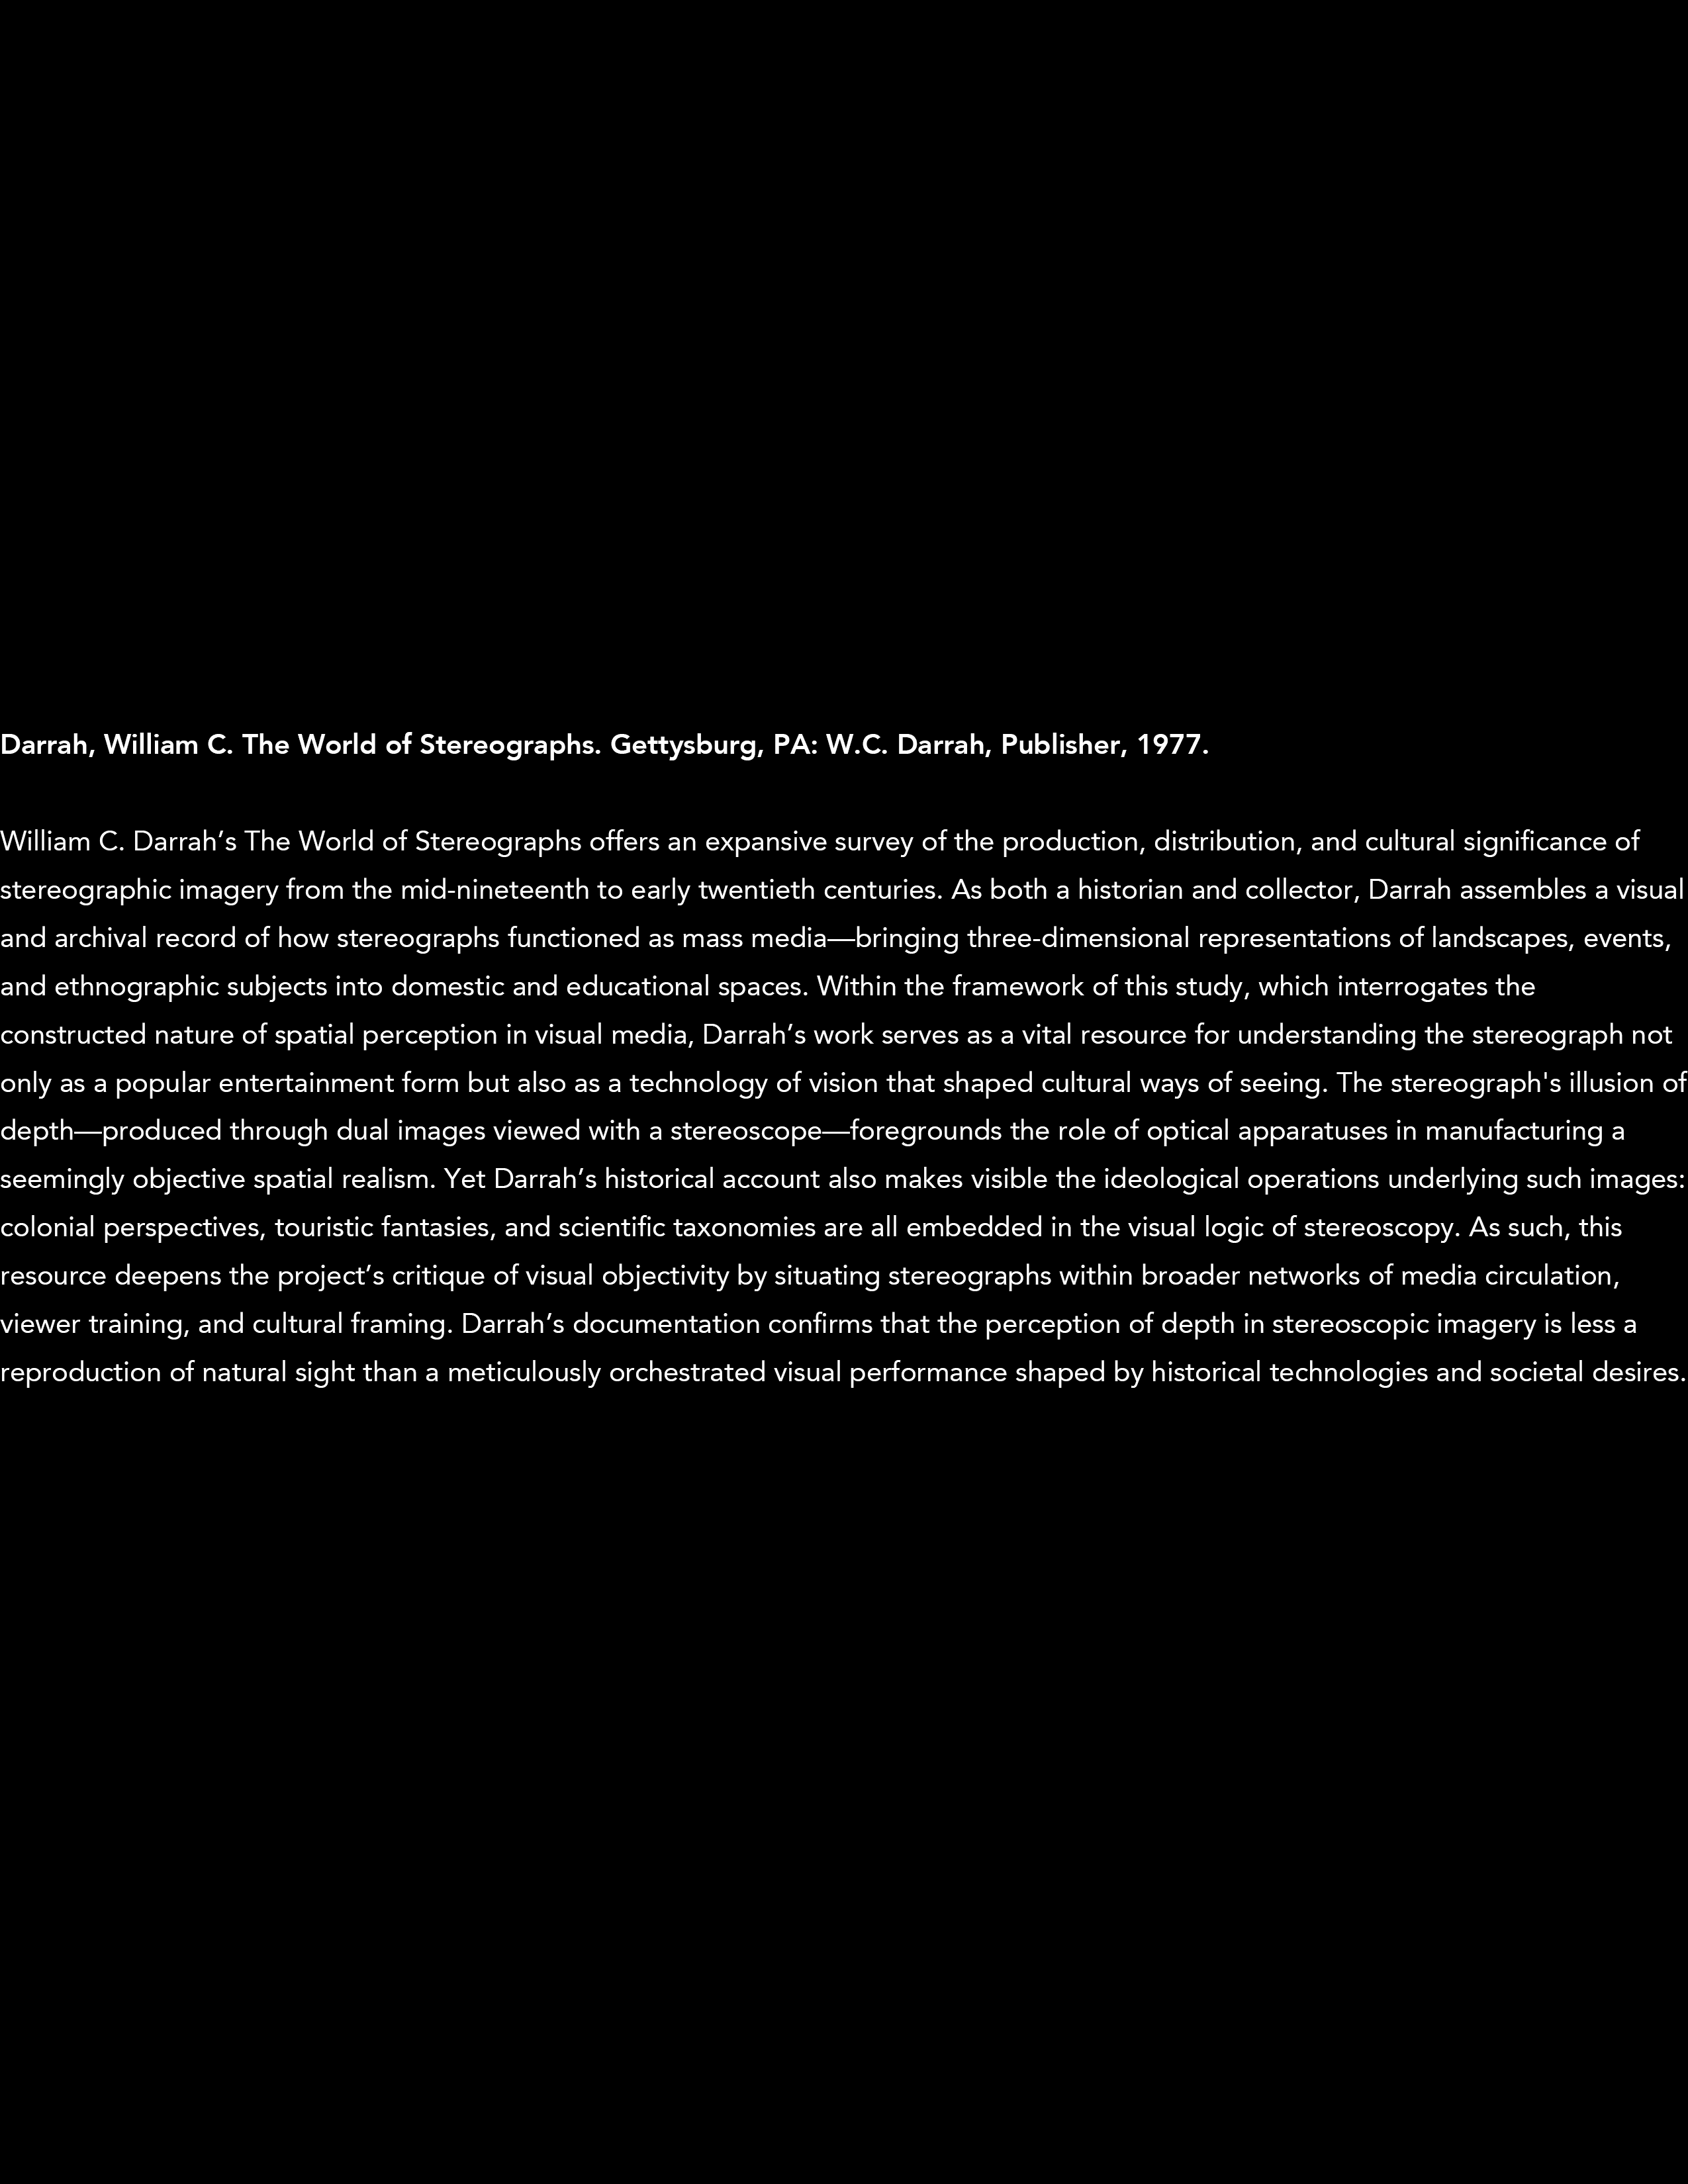 Darrah, William C. The World of Stereographs. Gettysburg, PA: W.C. Darrah, Publisher, 1977.
William C. Darrah’s The World of Stereographs offers an expansive survey of the production, distribution, and cultural significance of
stereographic imagery from the mid-nineteenth to early twentieth centuries. As both a historian and collector, Darrah assembles a visual
and archival record of how stereographs functioned as mass media—bringing three-dimensional representations of landscapes, events,
and ethnographic subjects into domestic and educational spaces. Within the framework of this study, which interrogates the
constructed nature of spatial perception in visual media, Darrah’s work serves as a vital resource for understanding the stereograph not
only as a popular entertainment form but also as a technology of vision that shaped cultural ways of seeing. The stereograph's illusion of
depth—produced through dual images viewed with a stereoscope—foregrounds the role of optical apparatuses in manufacturing a
seemingly objective spatial realism. Yet Darrah’s historical account also makes visible the ideological operations underlying such images:
colonial perspectives, touristic fantasies, and scientific taxonomies are all embedded in the visual logic of stereoscopy. As such, this
resource deepens the project’s critique of visual objectivity by situating stereographs within broader networks of media circulation,
viewer training, and cultural framing. Darrah’s documentation confirms that the perception of depth in stereoscopic imagery is less a
reproduction of natural sight than a meticulously orchestrated visual performance shaped by historical technologies and societal desires.